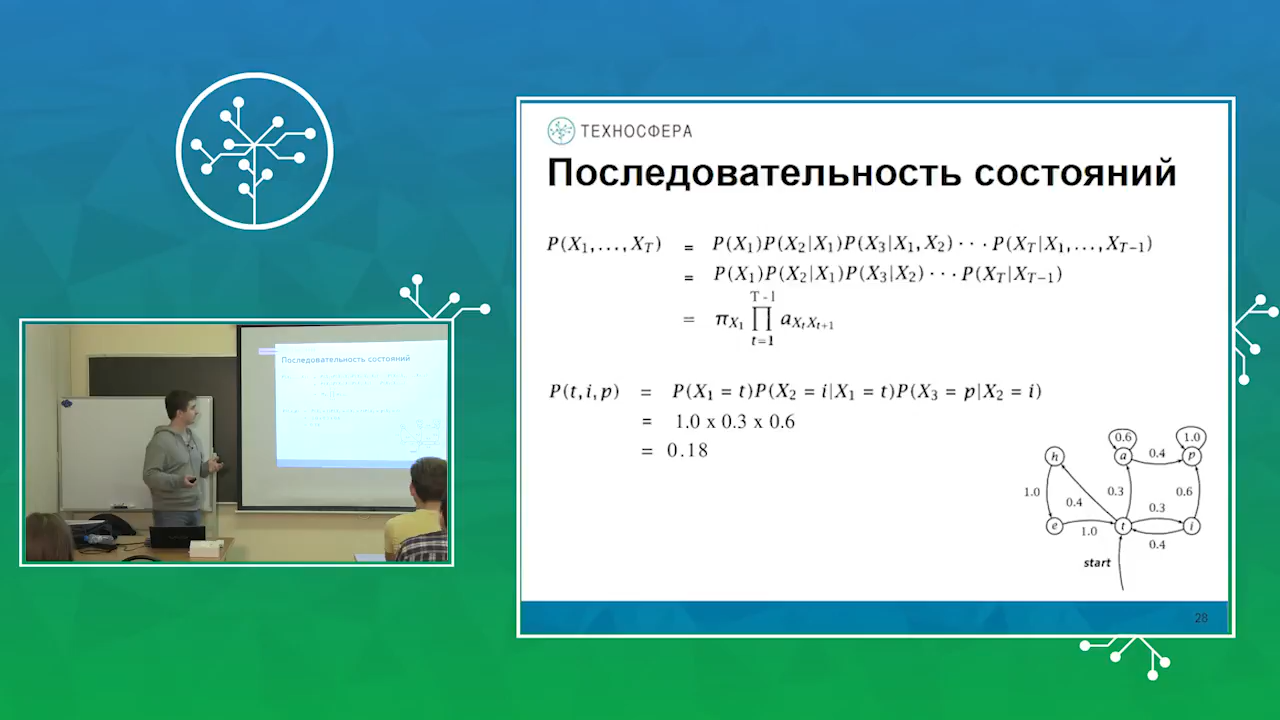 ТЕХНОСФЕРА
Последовательность состояний
P(X₁,...,X_T) = P(X₁)P(X₂|X₁)P(X₃|X₁,X₂)···P(X_T|X₁,...,X_{T−1})
= P(X₁)P(X₂|X₁)P(X₃|X₂)···P(X_T|X_{T−1})
= π_{X₁} ∏_{t=1}^{T-1} a_{X_t X_{t+1}}
P(t,i,p) = P(X₁ = t)P(X₂ = i|X₁ = t)P(X₃ = p|X₂ = i)
= 1.0 x 0.3 x 0.6
= 0.18
0.6 1.0
h a 0.4 p
1.0 0.4 0.3 0.6
0.3
e 1.0 t i
0.4
start
28
Последовательность состояний